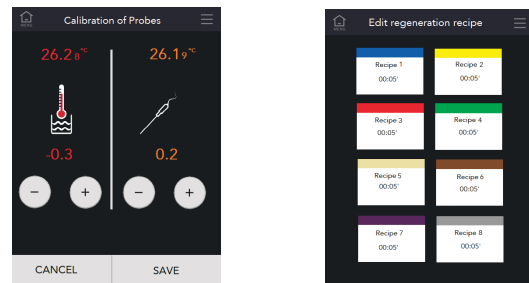 MENU
Calibration of Probes
26.2 8°C
26.19°C
-0.3
0.2
−
+
−
+
CANCEL
SAVE
MENU
Edit regeneration recipe
Recipe 1
00:05'
Recipe 2
00:05'
Recipe 3
00:05'
Recipe 4
00:05'
Recipe 5
00:05'
Recipe 6
00:05'
Recipe 7
00:05'
Recipe 8
00:05'